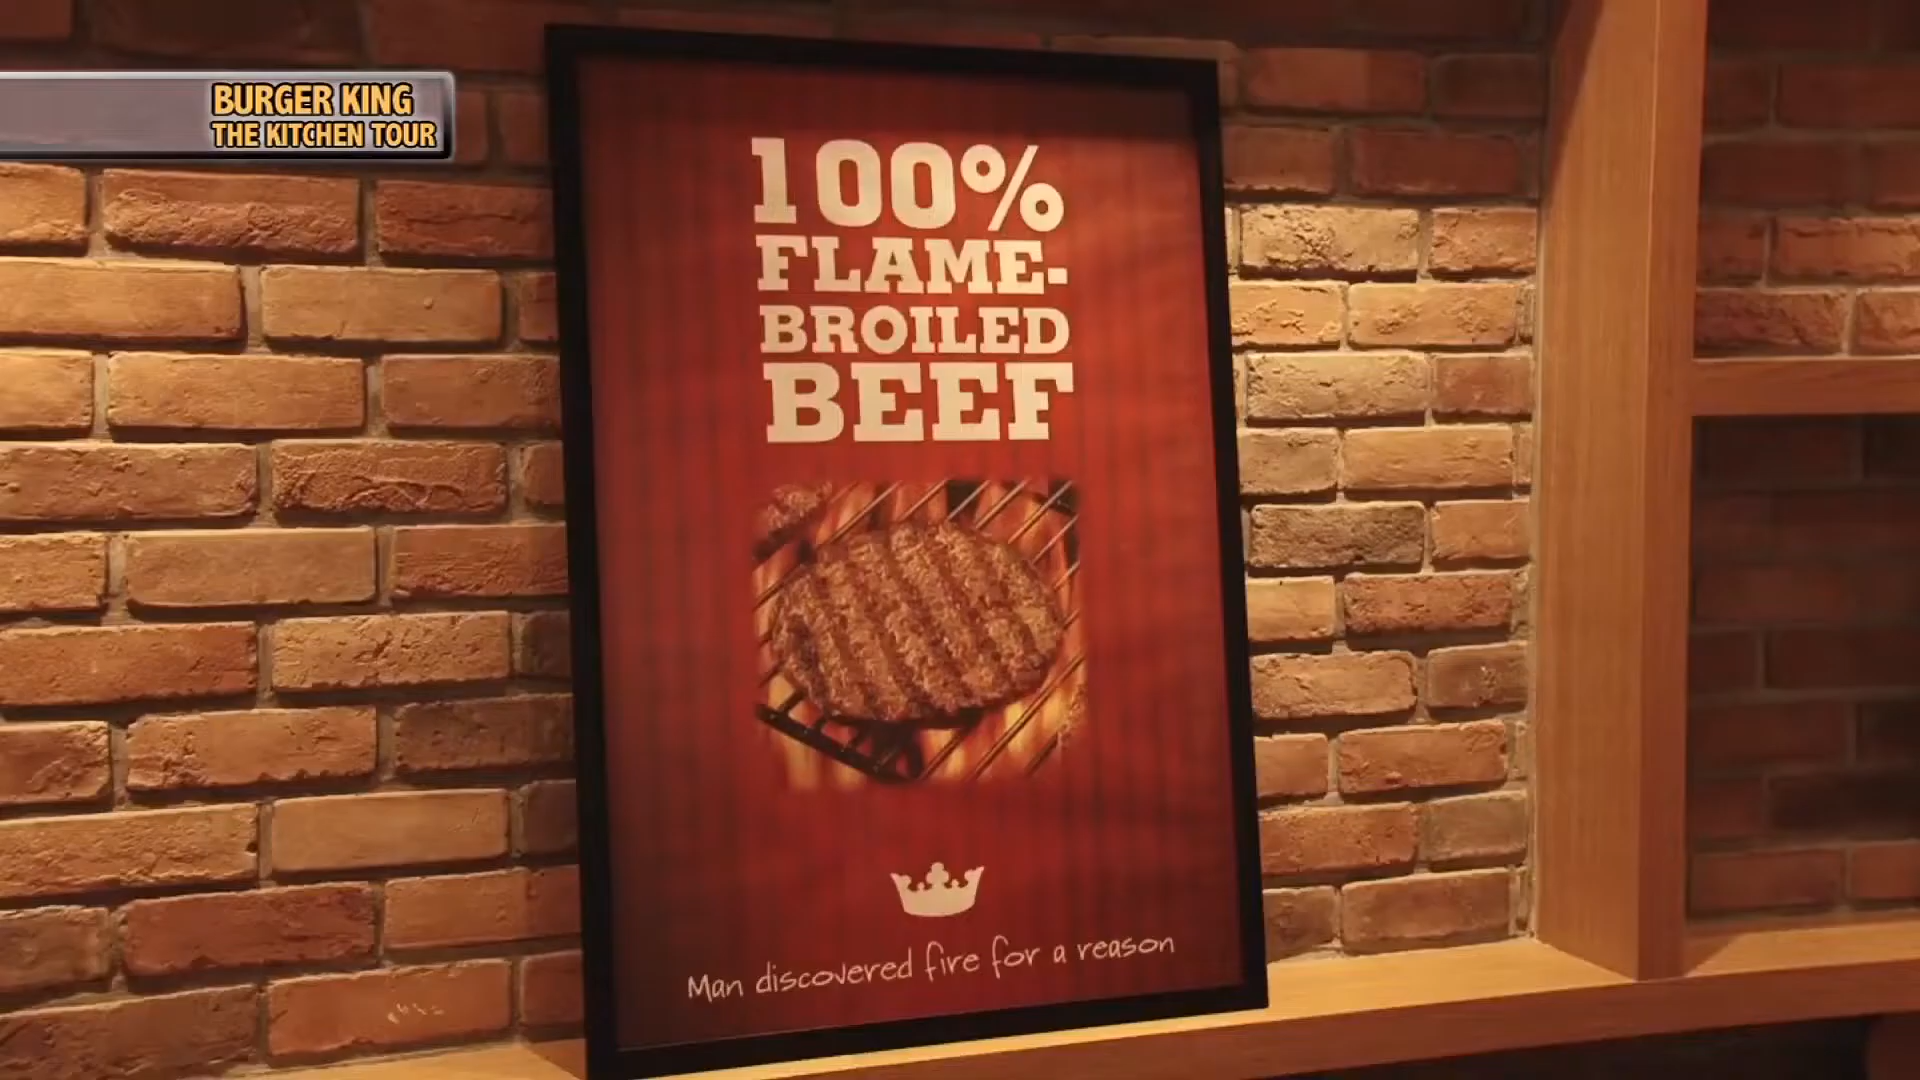 BURGER KING
THE KITCHEN TOUR
100%
FLAME-
BROILED
BEEF
Man discovered fire for a reason